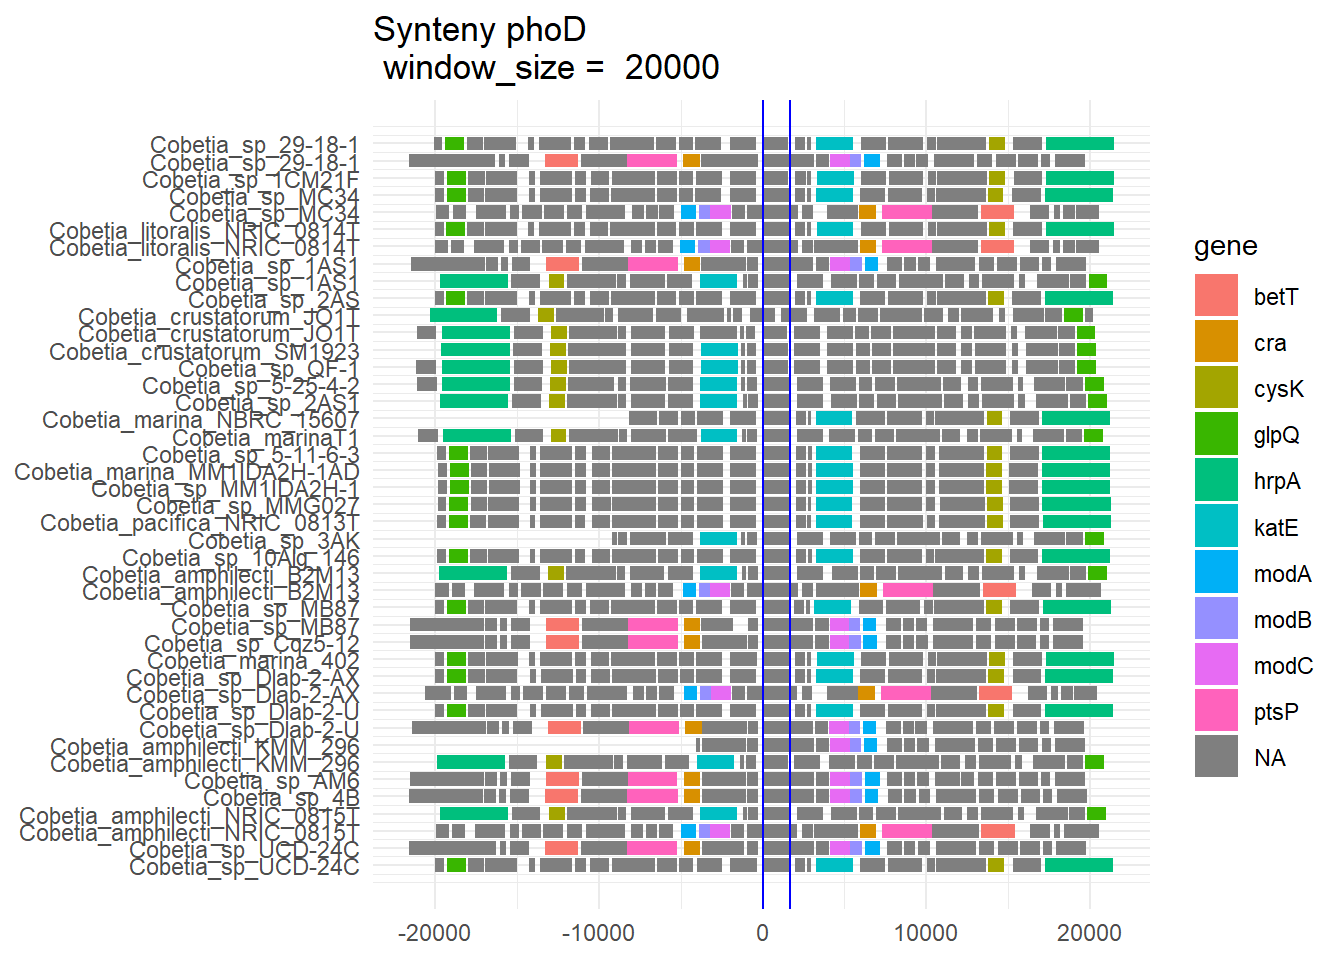 Synteny phoD
window_size =  20000
Cobetia_sp_29-18-1
Cobetia_sp_29-18-1
Cobetia_sp_1CM21F
Cobetia_sp_MC34
Cobetia_sp_MC34
Cobetia_litoralis_NRIC_0814T
Cobetia_litoralis_NRIC_0814T
Cobetia_sp_1AS1
Cobetia_sp_1AS1
Cobetia_sp_2AS
Cobetia_crustatorum_JO1T
Cobetia_crustatorum_JO1T
Cobetia_crustatorum_SM1923
Cobetia_sp_QF-1
Cobetia_sp_5-25-4-2
Cobetia_sp_2AS1
Cobetia_marina_NBRC_15607
Cobetia_marinaT1
Cobetia_sp_5-11-6-3
Cobetia_marina_MM1IDA2H-1AD
Cobetia_sp_MM1IDA2H-1
Cobetia_sp_MMG027
Cobetia_pacifica_NRIC_0813T
Cobetia_sp_3AK
Cobetia_sp_10Alg_146
Cobetia_amphilecti_B2M13
Cobetia_amphilecti_B2M13
Cobetia_sp_MB87
Cobetia_sp_MB87
Cobetia_sp_Cqz5-12
Cobetia_marina_402
Cobetia_sp_Dlab-2-AX
Cobetia_sp_Dlab-2-AX
Cobetia_sp_Dlab-2-U
Cobetia_sp_Dlab-2-U
Cobetia_amphilecti_KMM_296
Cobetia_amphilecti_KMM_296
Cobetia_sp_AM6
Cobetia_sp_4B
Cobetia_amphilecti_NRIC_0815T
Cobetia_amphilecti_NRIC_0815T
Cobetia_sp_UCD-24C
Cobetia_sp_UCD-24C
-20000 -10000 0 10000 20000
gene
betT
cra
cysK
glpQ
hrpA
katE
modA
modB
modC
ptsP
NA